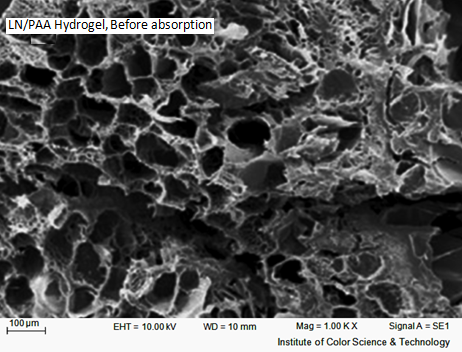 LN/PAA Hydrogel, Before absorption
100 µm EHT = 10.00 kV WD = 10 mm Mag = 1.00 K X Signal A = SE1
Institute of Color Science & Technology